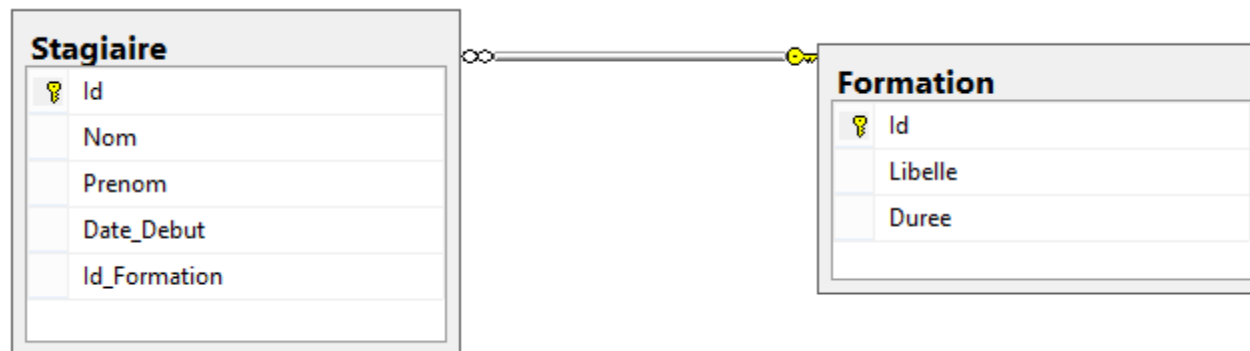 Stagiaire
Id
Nom
Prenom
Date_Debut
Id_Formation
Formation
Id
Libelle
Duree